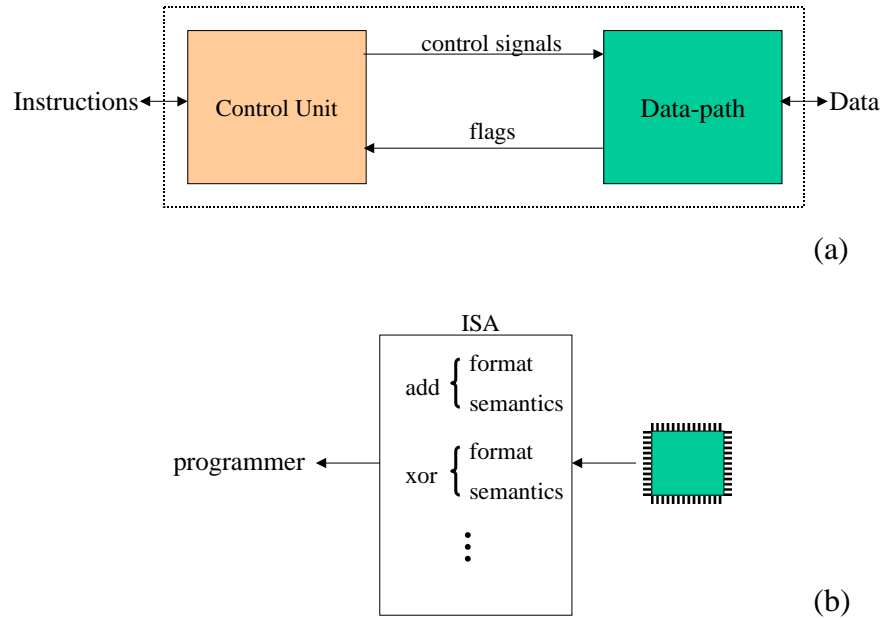 control signals
Instructions
Control Unit
Data-path
Data
flags
(a)
ISA
format
add
semantics
programmer
format
xor
semantics
(b)